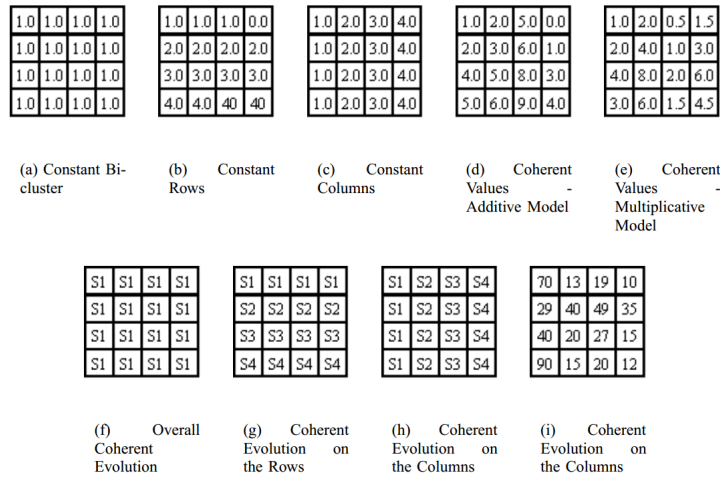 1.0 1.0 1.0 1.0
1.0 1.0 1.0 1.0
1.0 1.0 1.0 1.0
1.0 1.0 1.0 1.0
(a) Constant Bi-
cluster
1.0 1.0 1.0 0.0
2.0 2.0 2.0 2.0
3.0 3.0 3.0 3.0
4.0 4.0 40 40
(b) Constant
Rows
1.0 2.0 3.0 4.0
1.0 2.0 3.0 4.0
1.0 2.0 3.0 4.0
1.0 2.0 3.0 4.0
(c) Constant
Columns
1.0 2.0 5.0 0.0
2.0 3.0 6.0 1.0
4.0 5.0 8.0 3.0
5.0 6.0 9.0 4.0
(d) Coherent
Values -
Additive Model
1.0 2.0 0.5 1.5
2.0 4.0 1.0 3.0
4.0 8.0 2.0 6.0
3.0 6.0 1.5 4.5
(e) Coherent
Values -
Multiplicative
Model
S1 S1 S1 S1
S1 S1 S1 S1
S1 S1 S1 S1
S1 S1 S1 S1
(f) Overall
Coherent
Evolution
S1 S1 S1 S1
S2 S2 S2 S2
S3 S3 S3 S3
S4 S4 S4 S4
(g) Coherent
Evolution on
the Rows
S1 S2 S3 S4
S1 S2 S3 S4
S1 S2 S3 S4
S1 S2 S3 S4
(h) Coherent
Evolution on
the Columns
70 13 19 10
29 40 49 35
40 20 27 15
90 15 20 12
(i) Coherent
Evolution on
the Columns